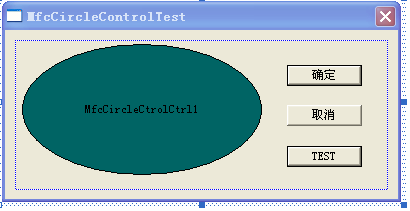 MfcCircleControlTest
MfcCircleCtrolCtrl1
确定
取消
TEST